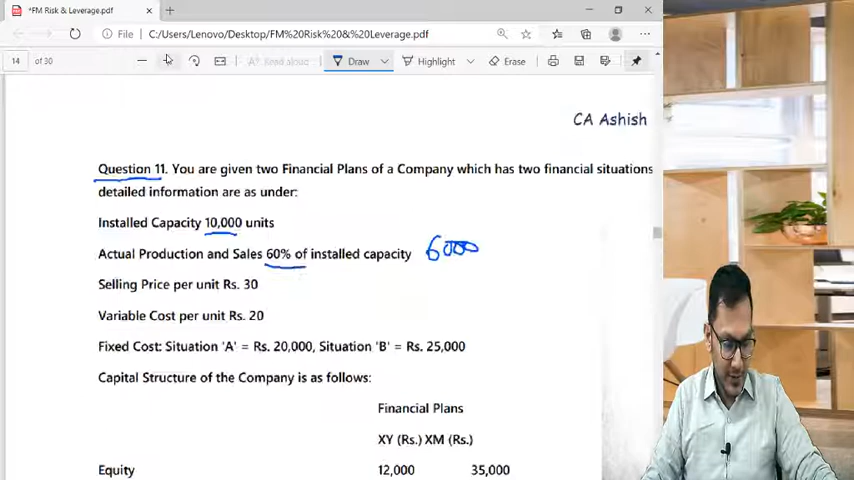 *FM Risk & Leverage.pdf
File C:/Users/Lenovo/Desktop/FM%20Risk%20&%20Leverage.pdf
14 of 30 Read aloud Draw Highlight Erase
CA Ashish
Question 11. You are given two Financial Plans of a Company which has two financial situations
detailed information are as under:
Installed Capacity 10,000 units
Actual Production and Sales 60% of installed capacity 6000
Selling Price per unit Rs. 30
Variable Cost per unit Rs. 20
Fixed Cost: Situation 'A' = Rs. 20,000, Situation 'B' = Rs. 25,000
Capital Structure of the Company is as follows:
Financial Plans
XY (Rs.) XM (Rs.)
Equity 12,000 35,000